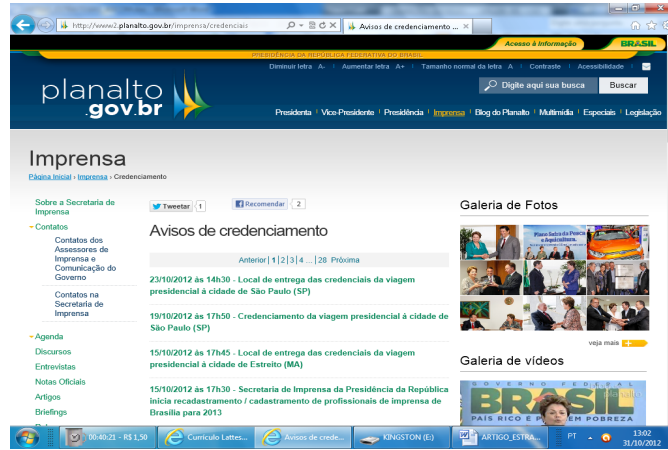 http://www2.planalto.gov.br/imprensa/credenciais
Avisos de credenciamento ...
Acesso à Informação
BRASIL
PRESIDÊNCIA DA REPÚBLICA FEDERATIVA DO BRASIL
Diminuir letra A- Aumentar letra A+ Tamanho normal da letra A Contraste Acessibilidade
planalto
.gov.br
Digite aqui sua busca Buscar
Presidenta Vice-Presidente Presidência Imprensa Blog do Planalto Multimídia Especiais Legislação
Imprensa
Página Inicial › Imprensa › Credenciamento
Sobre a Secretaria de
Imprensa
Contatos
Contatos dos
Assessores de
Imprensa e
Comunicação do
Governo
Contatos na
Secretaria de
Imprensa
Agenda
Discursos
Entrevistas
Notas Oficiais
Artigos
Briefings
Tweetar 1 Recomendar 2
Avisos de credenciamento
Anterior| 1 | 2 | 3 | 4 ... | 28 Próxima
23/10/2012 às 14h30 - Local de entrega das credenciais da viagem
presidencial à cidade de São Paulo (SP)
19/10/2012 às 17h50 - Credenciamento da viagem presidencial à cidade de
São Paulo (SP)
15/10/2012 às 17h45 - Local de entrega das credenciais da viagem
presidencial à cidade de Estreito (MA)
15/10/2012 às 17h30 - Secretaria de Imprensa da Presidência da República
inicia recadastramento / cadastramento de profissionais de imprensa de
Brasília para 2013
Galeria de Fotos
Plano Safra da Pesca
e Aquicultura.
veja mais
Galeria de vídeos
GOVERNO FEDERAL
BRASIL
PAÍS RICO É POBREZA
00:40:21 - R$ 1,50
Currículo Lattes...
Avisos de crede...
KINGSTON (E:)
ARTIGO_ESTRA...
PT
13:02
31/10/2012